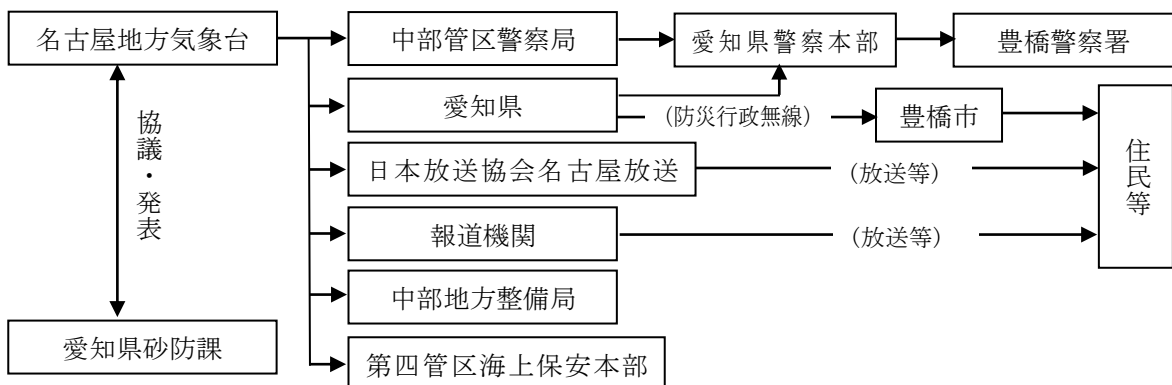 名古屋地方気象台
中部管区警察局
愛知県警察本部
豊橋警察署
愛知県
(防災行政無線)
豊橋市
住民等
協議・発表
日本放送協会名古屋放送
(放送等)
報道機関
(放送等)
中部地方整備局
愛知県砂防課
第四管区海上保安本部